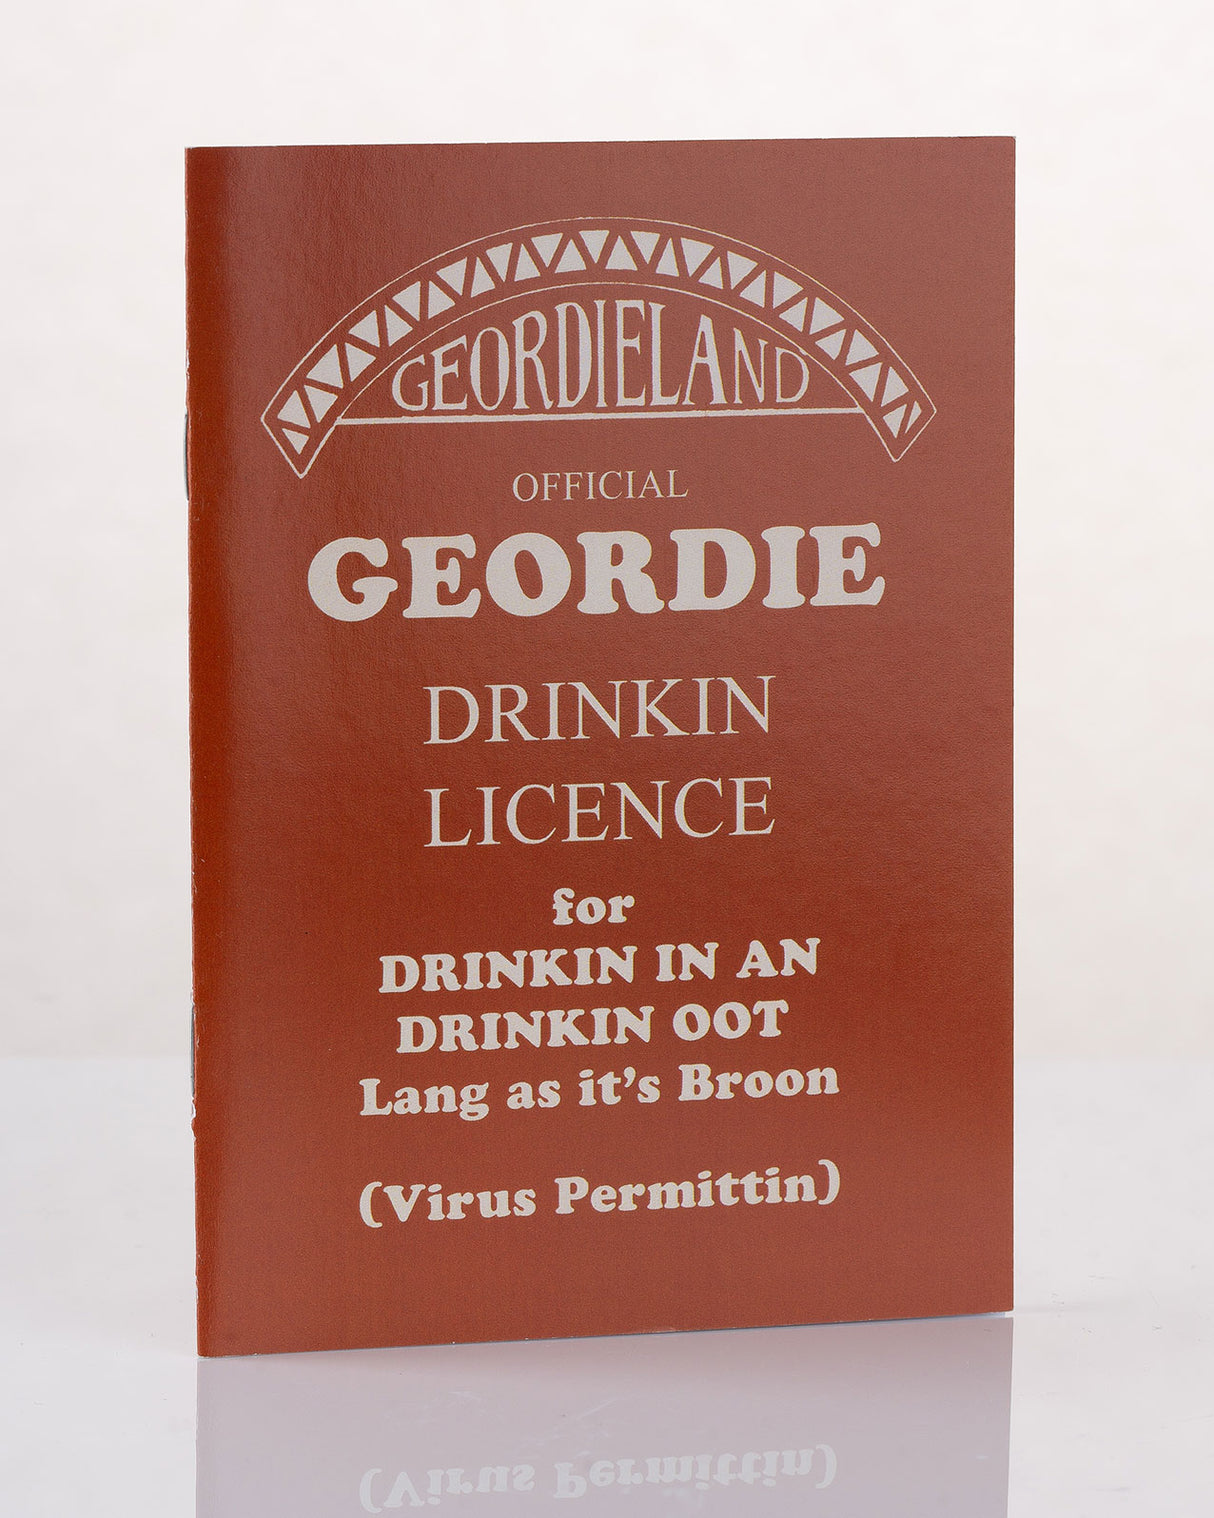 GEORDIELAND
OFFICIAL
GEORDIE
DRINKIN
LICENCE
for
DRINKIN IN AN
DRINKIN OOT
Lang as it's Broon
(Virus Permittin)